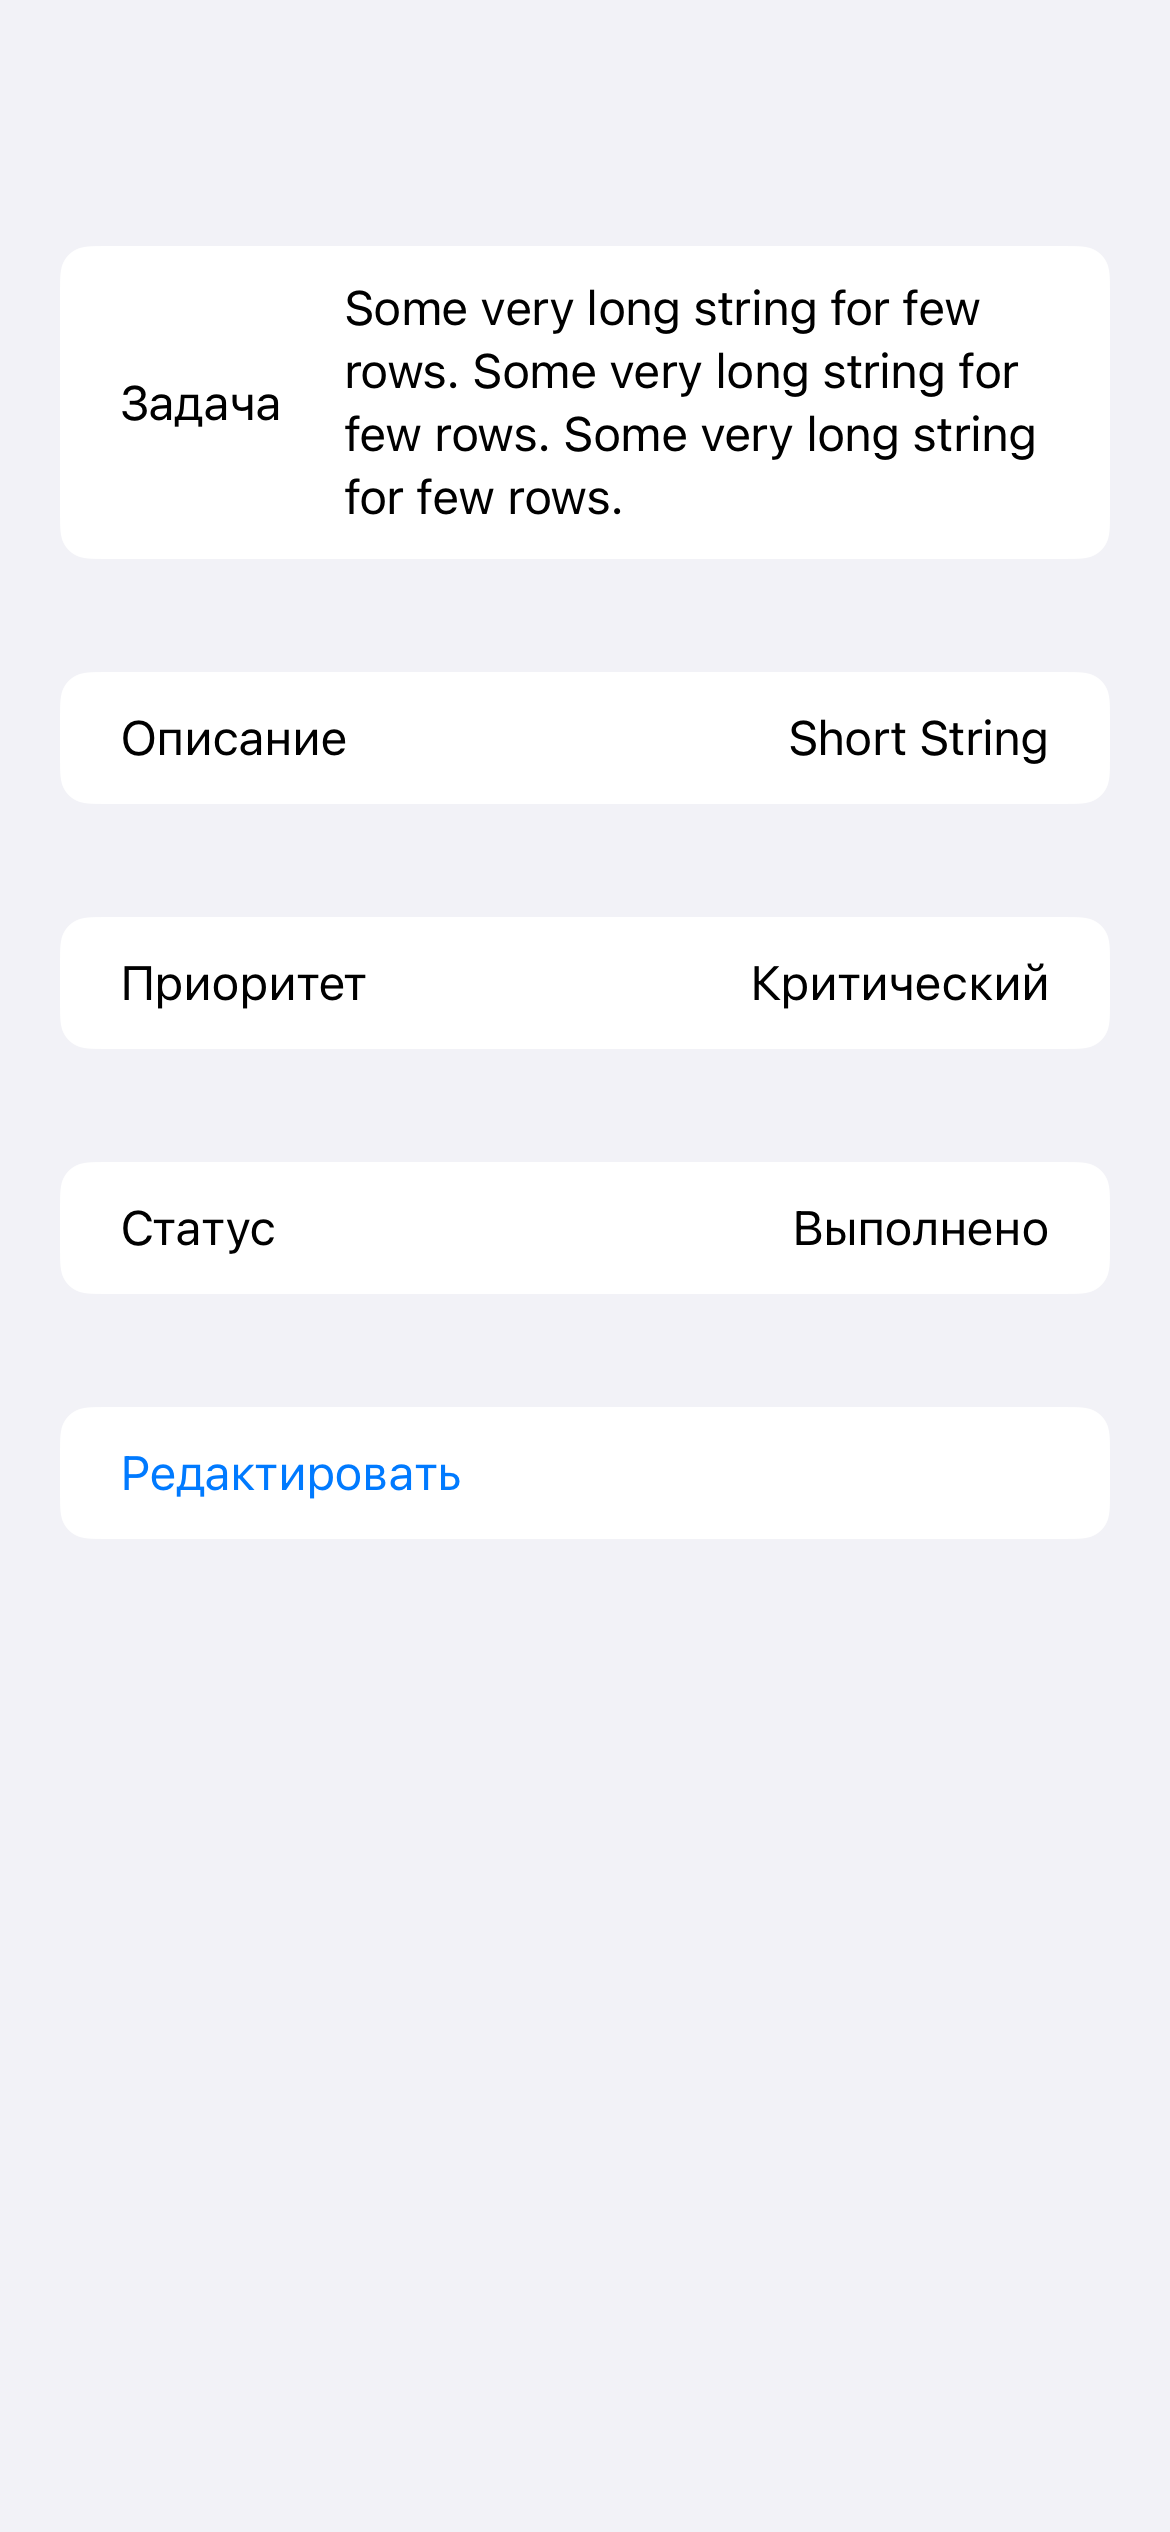 Задача
Some very long string for few
rows. Some very long string for
few rows. Some very long string
for few rows.
Описание
Short String
Приоритет
Критический
Статус
Выполнено
Редактировать